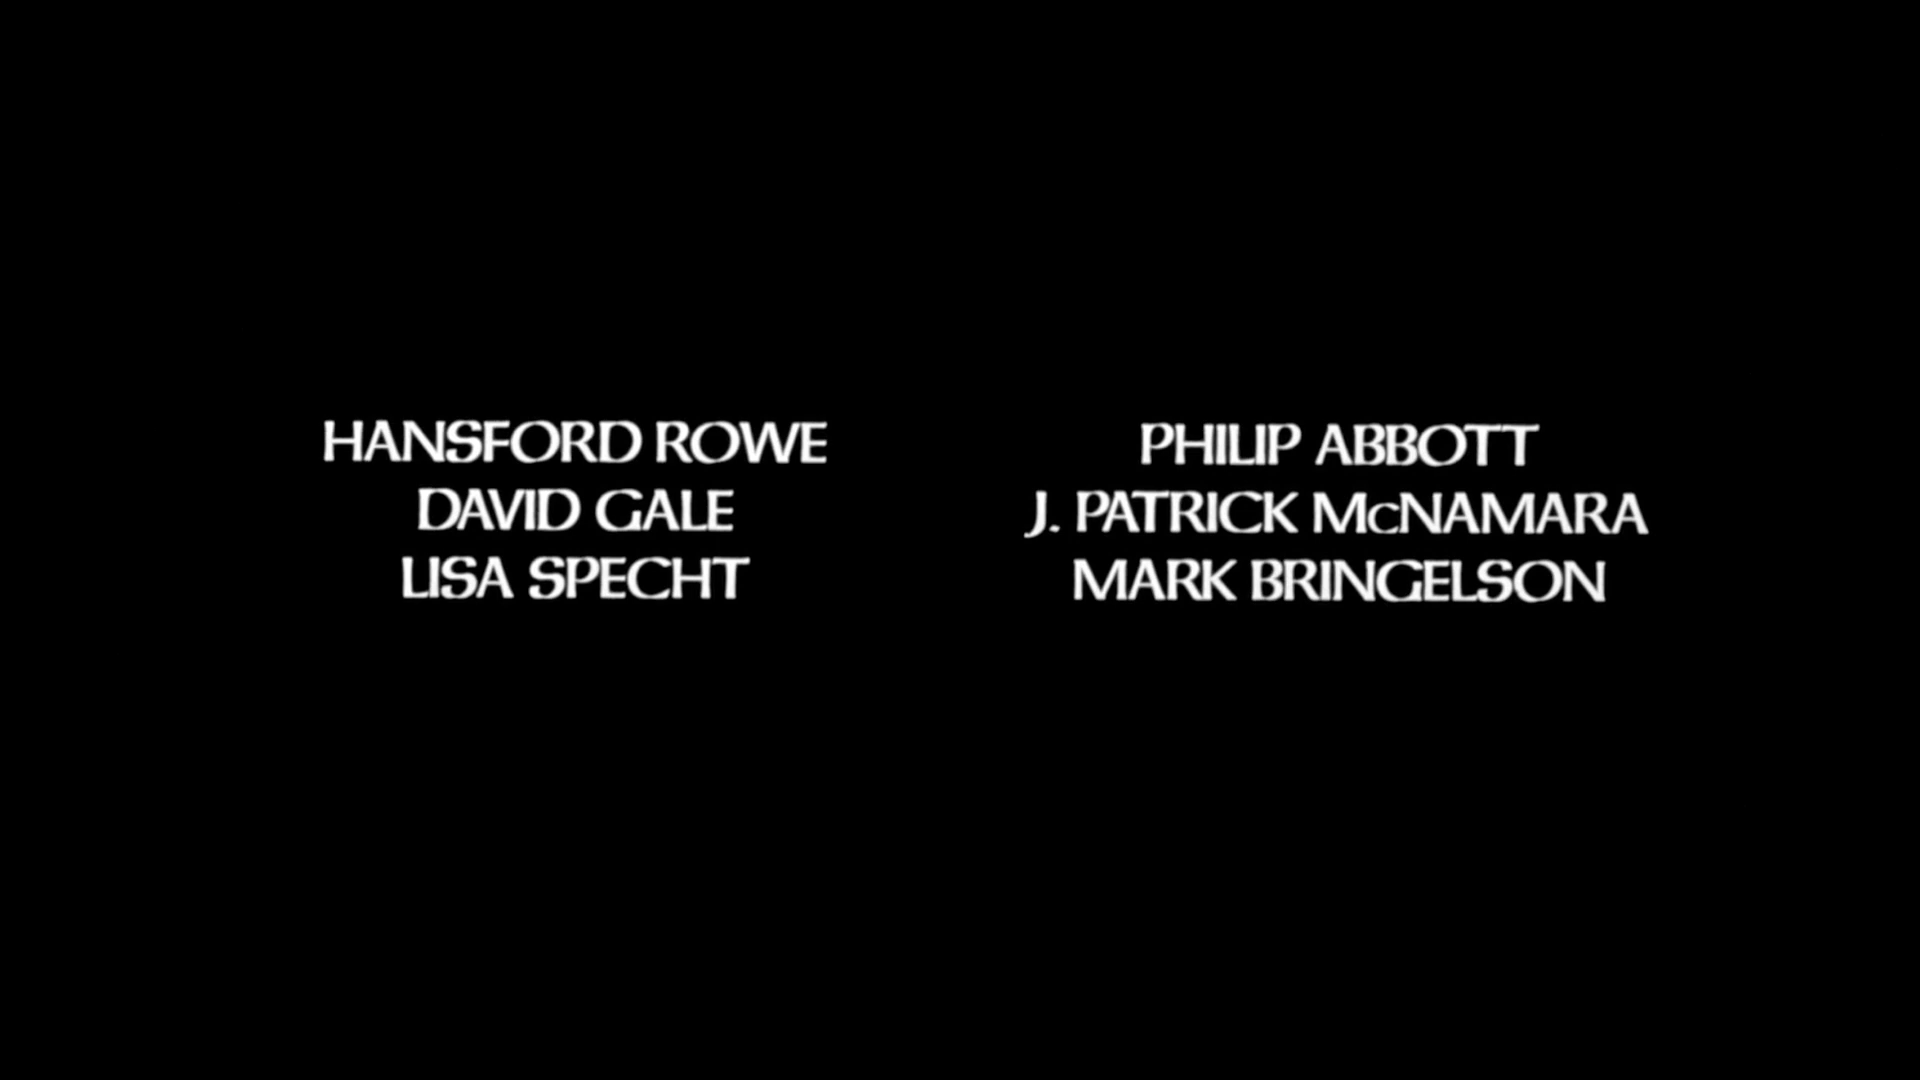 HANSFORD ROWE
DAVID GALE
LISA SPECHT
PHILIP ABBOTT
J. PATRICK McNAMARA
MARK BRINGELSON